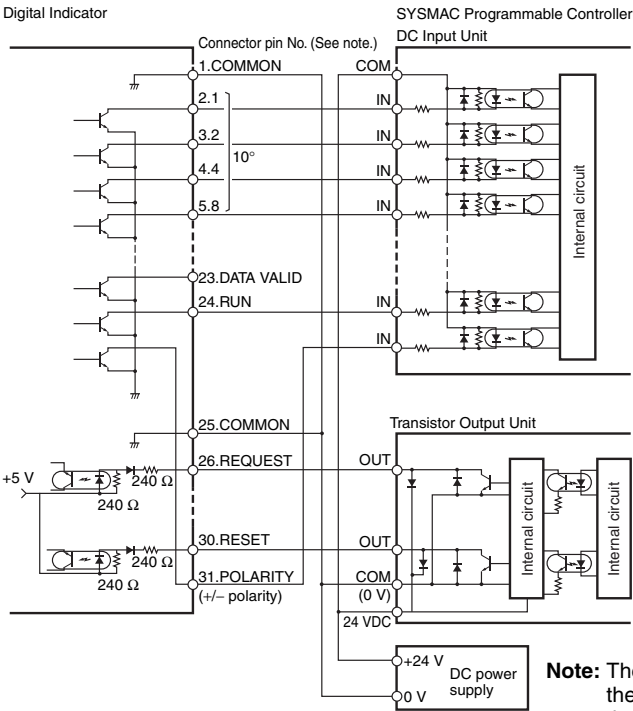 Digital Indicator
SYSMAC Programmable Controller
DC Input Unit
Connector pin No. (See note.)
1.COMMON
COM
2.1
IN
3.2
IN
10°
4.4
IN
5.8
IN
Internal circuit
23.DATA VALID
24.RUN
IN
IN
25.COMMON
Transistor Output Unit
26.REQUEST
OUT
+5 V
240 Ω
240 Ω
Internal circuit
Internal circuit
30.RESET
OUT
240 Ω
240 Ω
31.POLARITY
(+/− polarity)
COM
(0 V)
24 VDC
+24 V
DC power
supply
0 V
Note: The
the